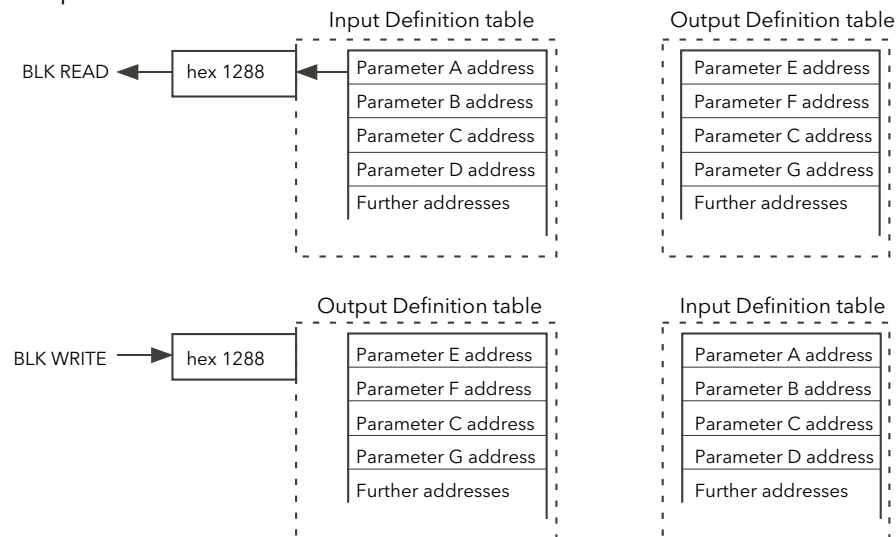 Input Definition table
Output Definition table
BLK READ
hex 1288
Parameter A address
Parameter B address
Parameter C address
Parameter D address
Further addresses
Parameter E address
Parameter F address
Parameter C address
Parameter G address
Further addresses
Output Definition table
Input Definition table
BLK WRITE
hex 1288
Parameter E address
Parameter F address
Parameter C address
Parameter G address
Further addresses
Parameter A address
Parameter B address
Parameter C address
Parameter D address
Further addresses